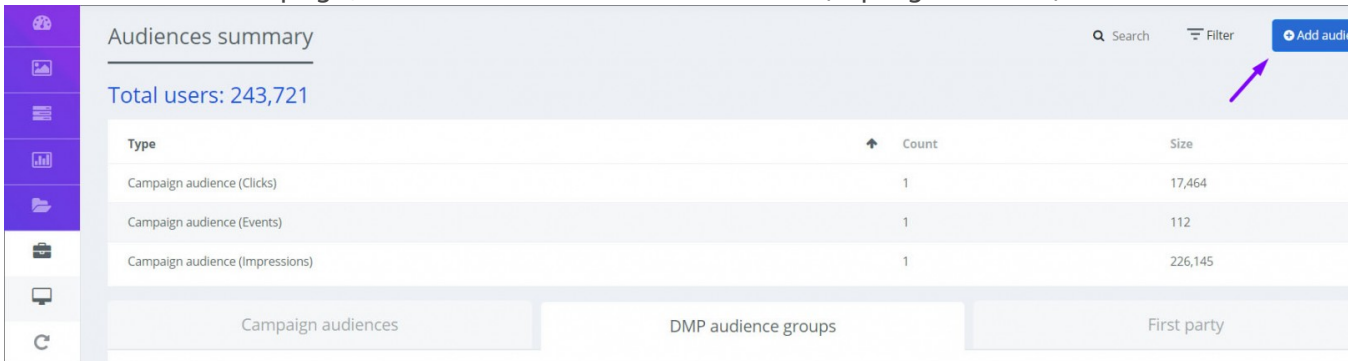 Audiences summary
Search Filter Add
Total users: 243,721
Type Count Size
Campaign audience (Clicks) 1 17,464
Campaign audience (Events) 1 112
Campaign audience (Impressions) 1 226,145
Campaign audiences DMP audience groups First party